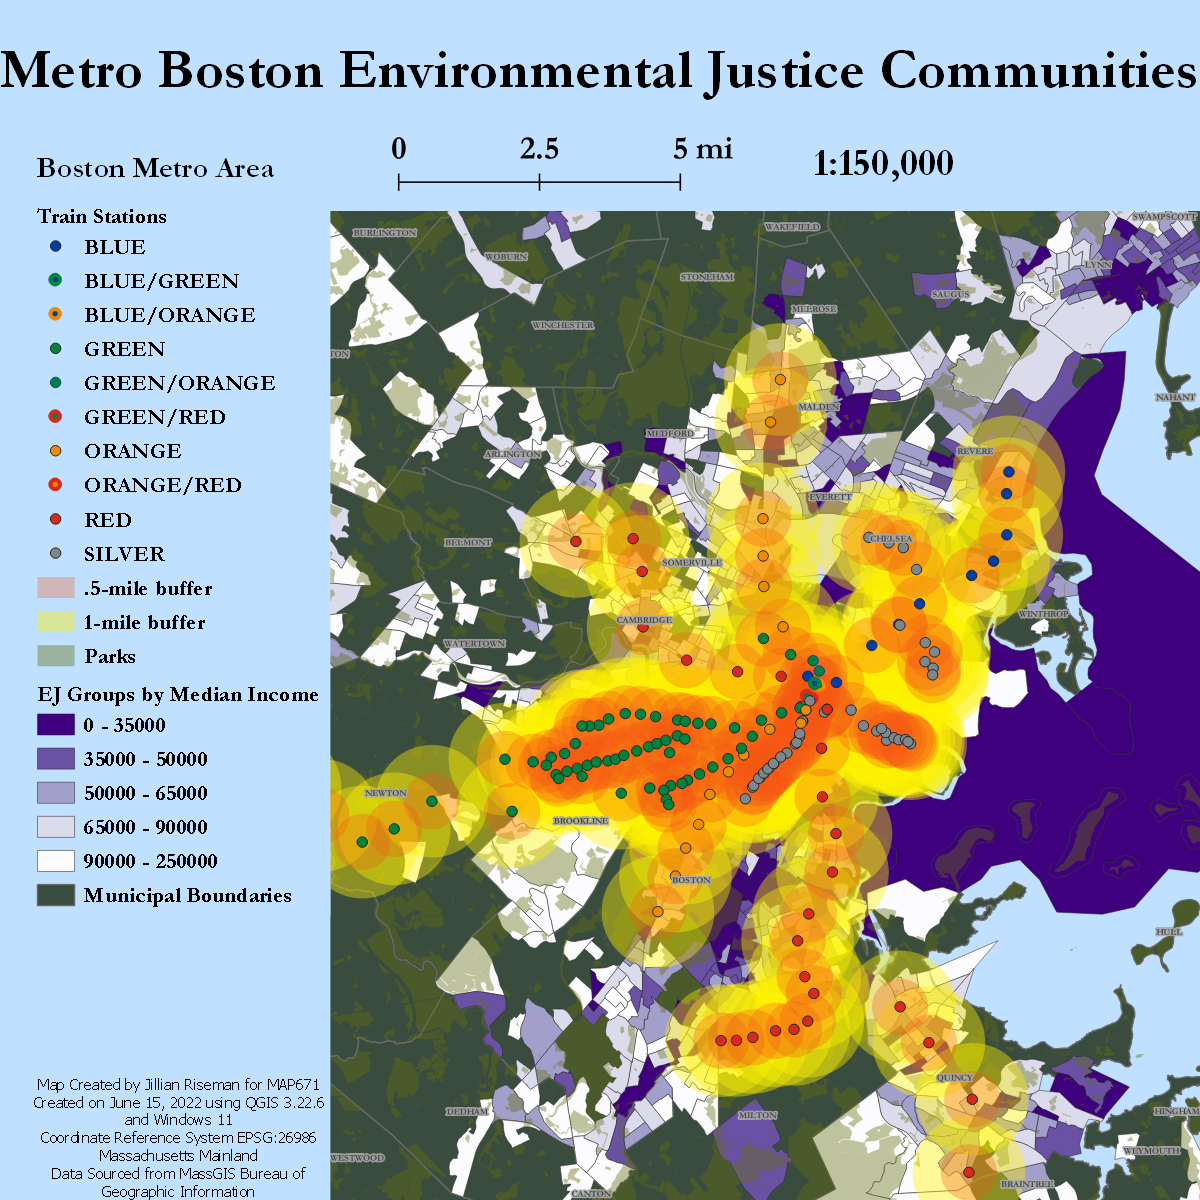 Metro Boston Environmental Justice Communities
0 2.5 5 mi
1:150,000
Boston Metro Area
Train Stations
BLUE
BLUE/GREEN
BLUE/ORANGE
GREEN
GREEN/ORANGE
GREEN/RED
ORANGE
ORANGE/RED
RED
SILVER
.5-mile buffer
1-mile buffer
Parks
EJ Groups by Median Income
0 - 35000
35000 - 50000
50000 - 65000
65000 - 90000
90000 - 250000
Municipal Boundaries
Map Created by Jillian Riseman for MAP671
Created on June 15, 2022 using QGIS 3.22.6
and Windows 11
Coordinate Reference System EPSG:26986
Massachusetts Mainland
Data Sourced from MassGIS Bureau of
Geographic Information
SWAMPSCOTT
WAKEFIELD
BURLINGTON
WOBURN
LYNN
STONEHAM
SAUGUS
MELROSE
WINCHESTER
TON
NAHANT
MALDEN
MEDFORD
REVERE
ARLINGTON
EVERETT
CHELSEA
BELMONT
SOMERVILLE
WINTHROP
CAMBRIDGE
WATERTOWN
NEWTON
BROOKLINE
BOSTON
HULL
QUINCY
DEDHAM
MILTON
HINGHAM
WEYMOUTH
WESTWOOD
BRAINTREE
CANTON